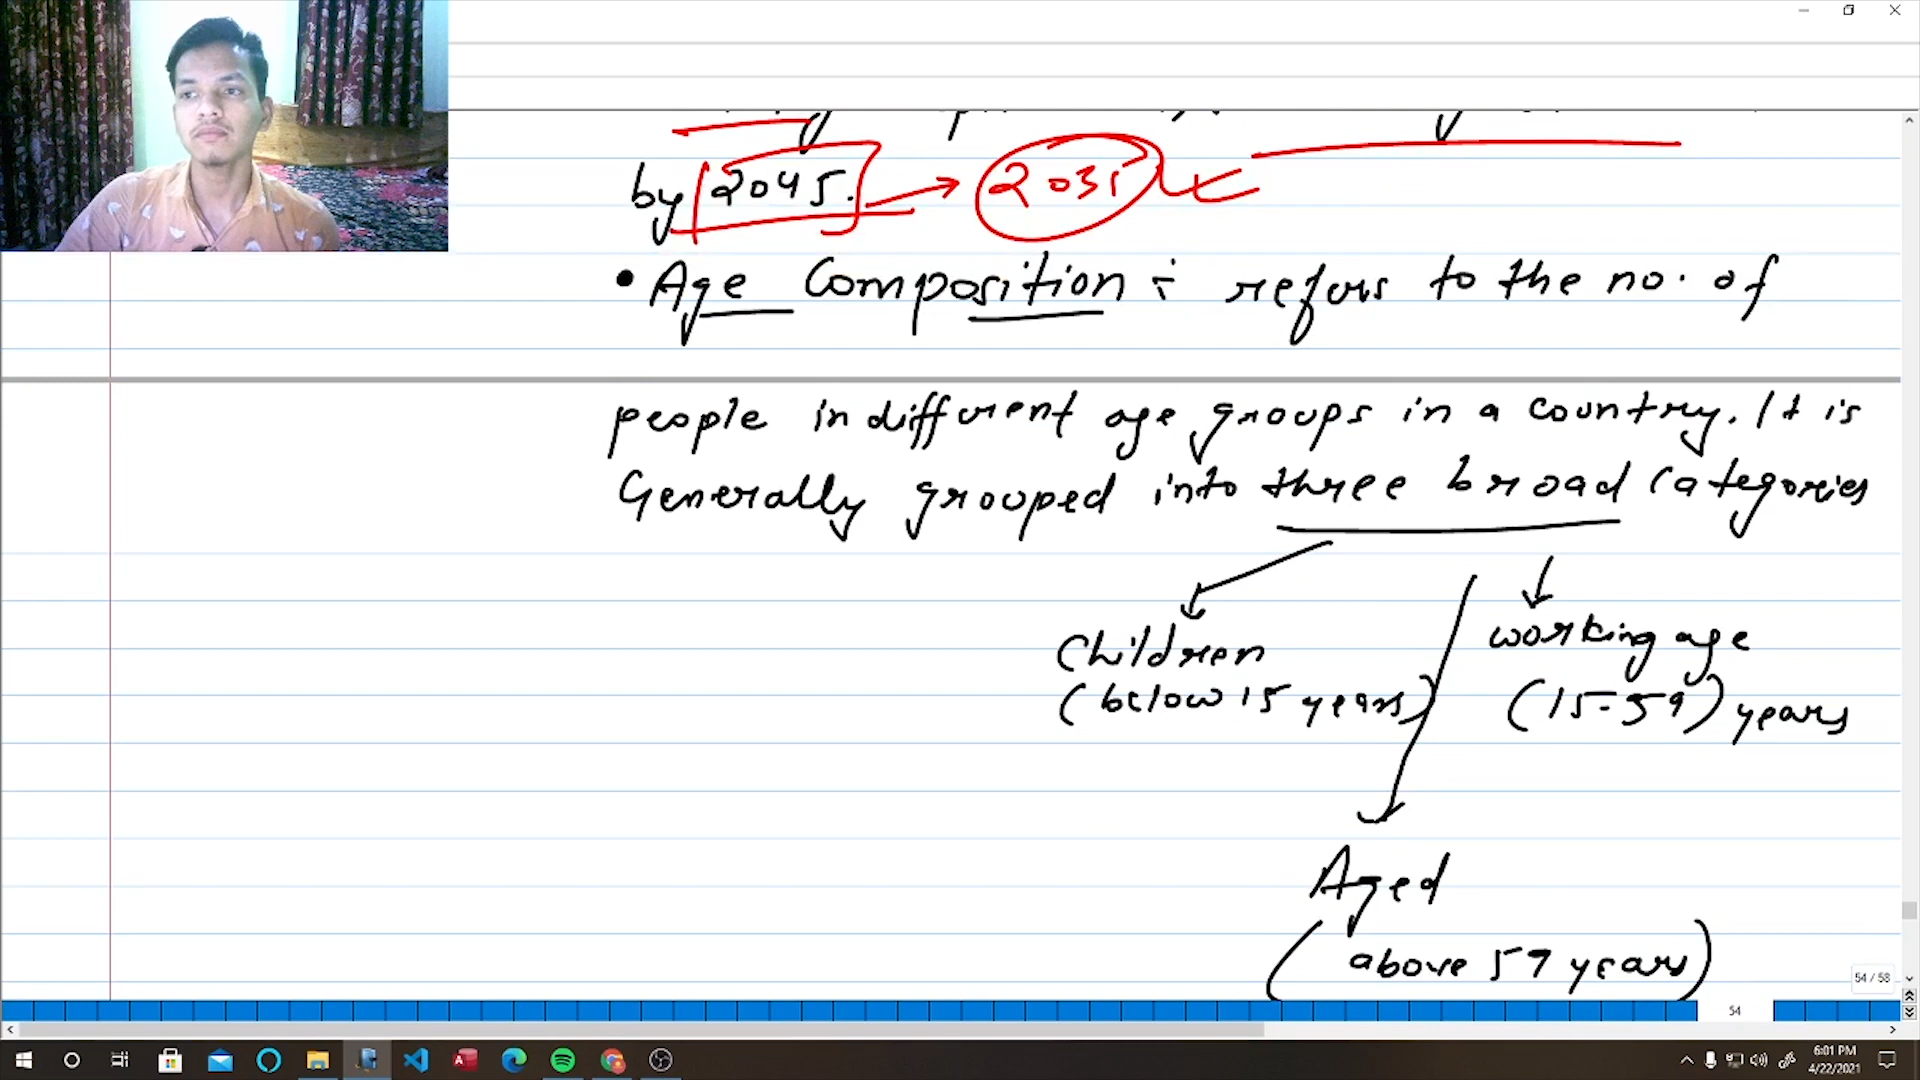 by 2045. → 2035
• Age Composition : refers to the no. of
people in different age groups in a country. It is
Generally grouped into three broad categories
Children
(below 15 years)
working age
(15-59) years
Aged
(above 59 years)
54 / 58
54
6:01 PM
4/22/2021